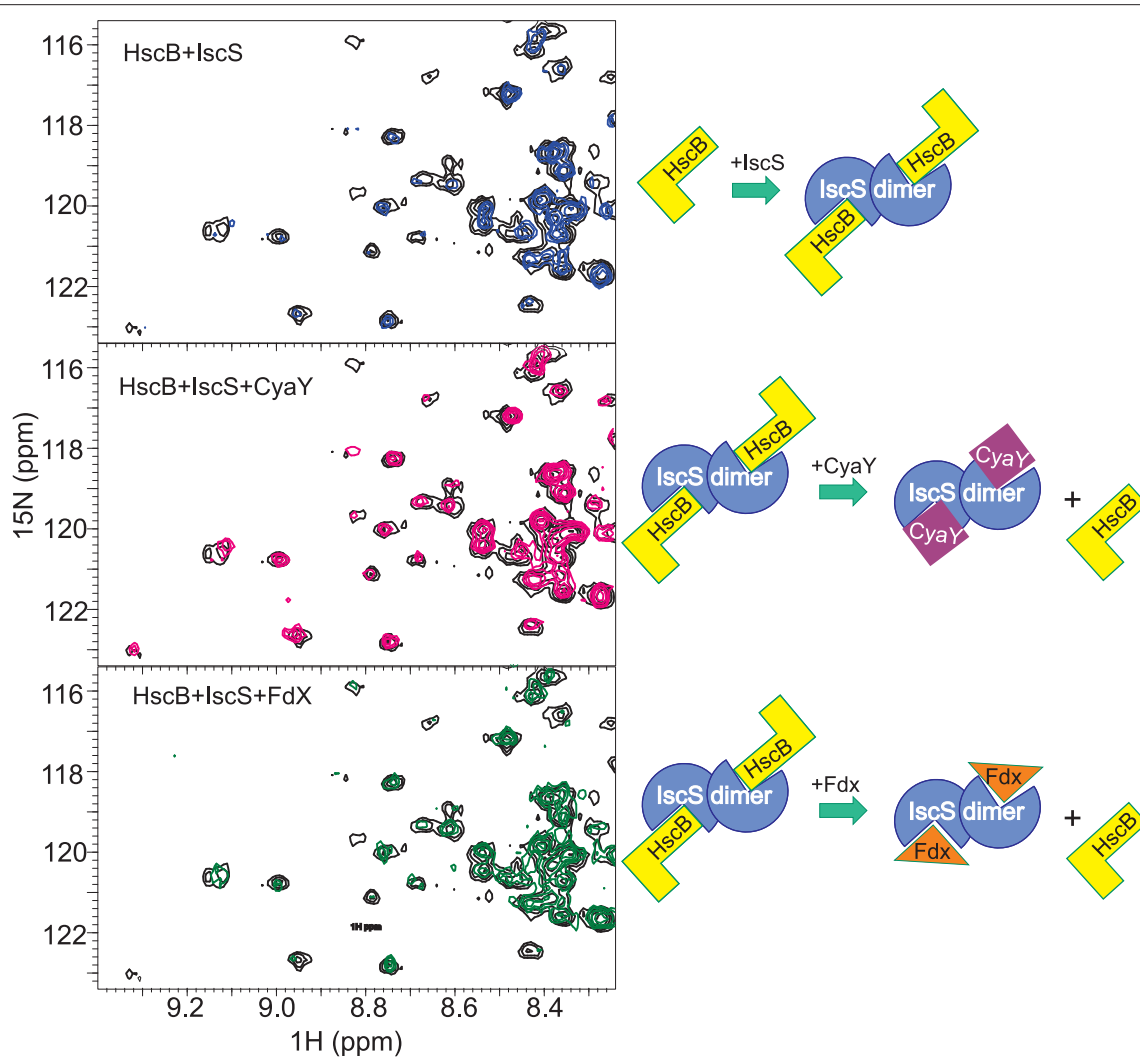 HscB+IscS
116
118
120
122
HscB
+IscS
IscS dimer
HscB
HscB
HscB+IscS+CyaY
116
118
120
122
15N (ppm)
HscB
IscS dimer
HscB
+CyaY
CyaY
IscS dimer
CyaY
+
HscB
HscB+IscS+FdX
116
118
120
122
1H ppm
HscB
IscS dimer
HscB
+Fdx
Fdx
IscS dimer
Fdx
+
HscB
9.2 9.0 8.8 8.6 8.4
1H (ppm)